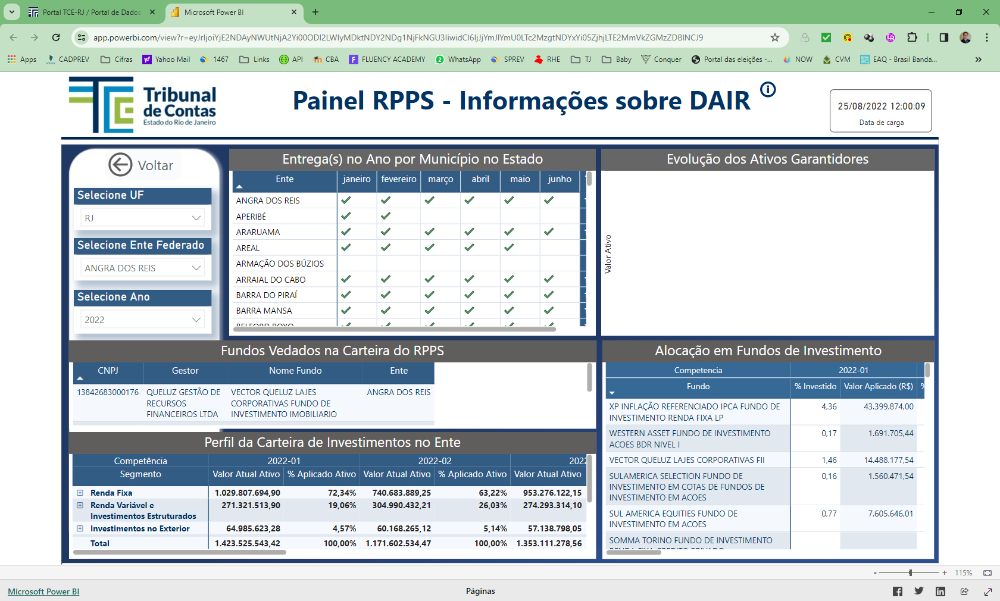 Portal TCE-RJ / Portal de Dados
Microsoft Power BI
app.powerbi.com/view?r=
Apps
CADPREV
Cifras
Yahoo Mail
1467
Links
API
CBA
FLUENCY ACADEMY
WhatsApp
SPREV
RHE
TJ
Baby
Conquer
Portal das eleições -...
NOW
CVM
EAQ - Brasil Banda...
TCE
Tribunal
de Contas
Estado do Rio de Janeiro
Painel RPPS - Informações sobre DAIR
25/08/2022 12:00:09
Data de carga
Voltar
Selecione UF
RJ
Selecione Ente Federado
ANGRA DOS REIS
Selecione Ano
2022
Entrega(s) no Ano por Município no Estado
Ente janeiro fevereiro março abril maio junho
ANGRA DOS REIS
APERIBÉ
ARARUAMA
AREAL
ARMAÇÃO DOS BÚZIOS
ARRAIAL DO CABO
BARRA DO PIRAÍ
BARRA MANSA
BELFORD ROXO
Evolução dos Ativos Garantidores
Valor Ativo
Fundos Vedados na Carteira do RPPS
CNPJ Gestor Nome Fundo Ente
13842683000176 QUELUZ GESTÃO DE VECTOR QUELUZ LAJES ANGRA DOS REIS
RECURSOS CORPORATIVAS FUNDO DE
FINANCEIROS LTDA INVESTIMENTO IMOBILIARIO
Perfil da Carteira de Investimentos no Ente
Competência 2022-01 2022-02 2022
Segmento Valor Atual Ativo % Aplicado Ativo Valor Atual Ativo % Aplicado Ativo Valor Atual Ativo
Renda Fixa 1.029.807.694,90 72,34% 740.683.889,25 63,22% 953.276.122,15
Renda Variável e 271.321.513,90 19,06% 304.990.432,21 26,03% 274.293.314,10
Investimentos Estruturados
Investimentos no Exterior 64.985.623,28 4,57% 60.168.265,12 5,14% 57.138.798,05
Total 1.423.525.543,42 100,00% 1.171.602.534,47 100,00% 1.353.111.278,56
Alocação em Fundos de Investimento
Competencia 2022-01
Fundo % Investido Valor Aplicado (R$) %
XP INFLAÇÃO REFERENCIADO IPCA FUNDO DE 4,36 43.399.874,00
INVESTIMENTO RENDA FIXA LP
WESTERN ASSET FUNDO DE INVESTIMENTO 0,17 1.691.705,44
ACOES BDR NIVEL I
VECTOR QUELUZ LAJES CORPORATIVAS FII 1,46 14.488.177,54
SULAMERICA SELECTION FUNDO DE 0,16 1.560.471,54
INVESTIMENTO EM COTAS DE FUNDOS DE
INVESTIMENTO EM ACOES
SUL AMERICA EQUITIES FUNDO DE 0,77 7.605.646,01
INVESTIMENTO EM ACOES
SOMMA TORINO FUNDO DE INVESTIMENTO
RENDA FIXA CREDITO PRIVADO
- + 115%
Microsoft Power BI
Páginas